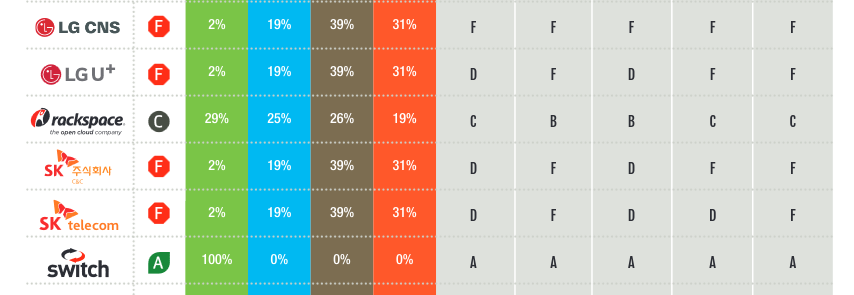 LG LG CNS F 2% 19% 39% 31% F F F F F
LG LG U+ F 2% 19% 39% 31% D F D F F
rackspace. C 29% 25% 26% 19% C B B C C
the open cloud company
SK 주식회사 F 2% 19% 39% 31% D F D F F
C&C
SK telecom F 2% 19% 39% 31% D F D D F
switch A 100% 0% 0% 0% A A A A A